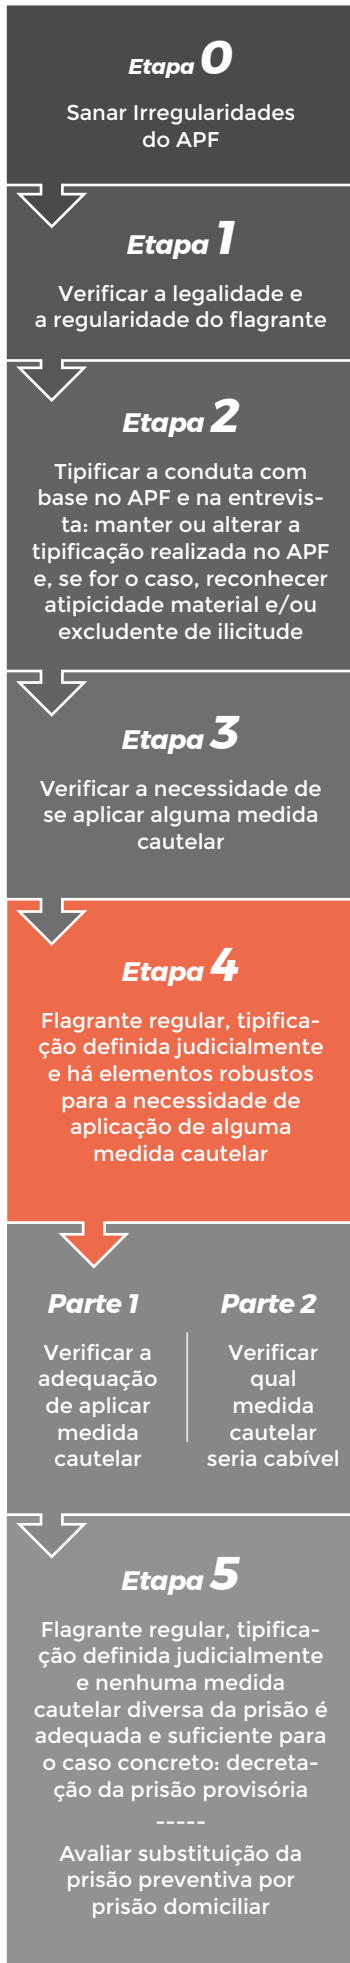 Etapa 0
Sanar Irregularidades
do APF
Etapa 1
Verificar a legalidade e
a regularidade do flagrante
Etapa 2
Tipificar a conduta com
base no APF e na entrevis-
ta: manter ou alterar a
tipificação realizada no APF
e, se for o caso, reconhecer
atipicidade material e/ou
excludente de ilicitude
Etapa 3
Verificar a necessidade de
se aplicar alguma medida
cautelar
Etapa 4
Flagrante regular, tipifica-
ção definida judicialmente
e há elementos robustos
para a necessidade de
aplicação de alguma
medida cautelar
Parte 1
Verificar a
adequação
de aplicar
medida
cautelar
Parte 2
Verificar
qual
medida
cautelar
seria cabível
Etapa 5
Flagrante regular, tipifica-
ção definida judicialmente
e nenhuma medida
cautelar diversa da prisão é
adequada e suficiente para
o caso concreto: decreta-
ção da prisão provisória
-----
Avaliar substituição da
prisão preventiva por
prisão domiciliar